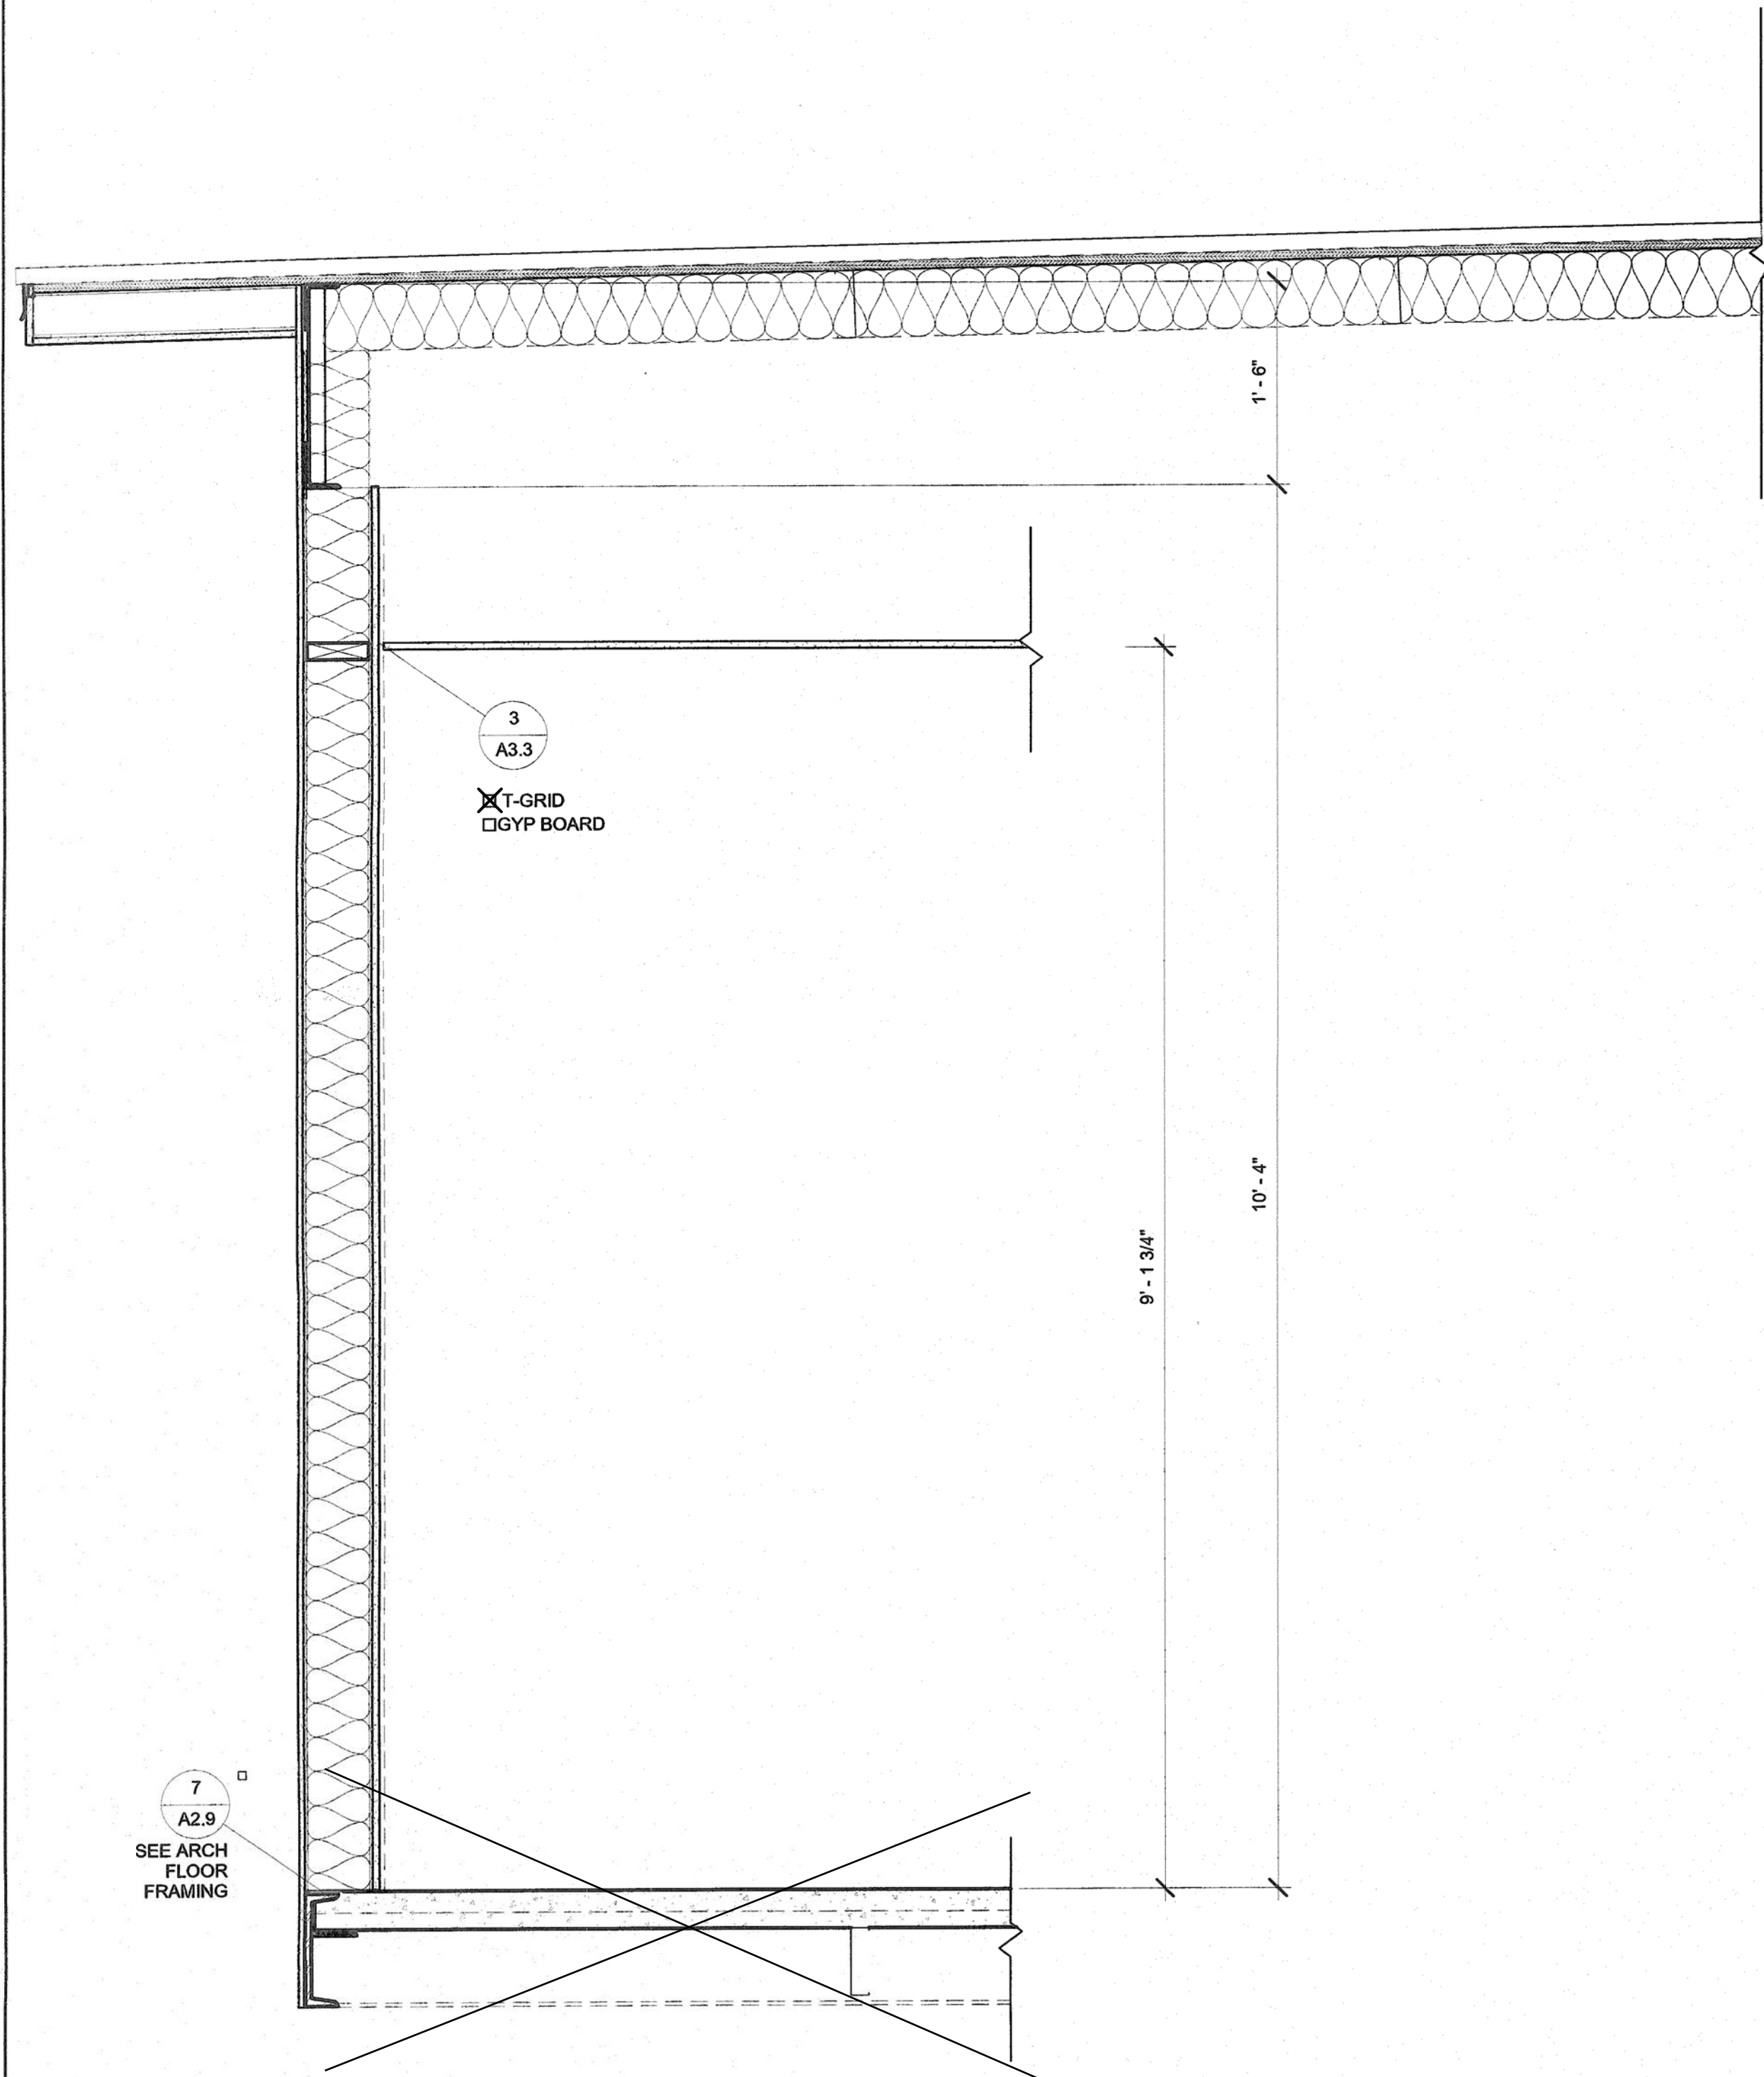 1' - 6"
3
A3.3
T-GRID
GYP BOARD
10' - 4"
9' - 1 3/4"
7
A2.9
SEE ARCH
FLOOR
FRAMING